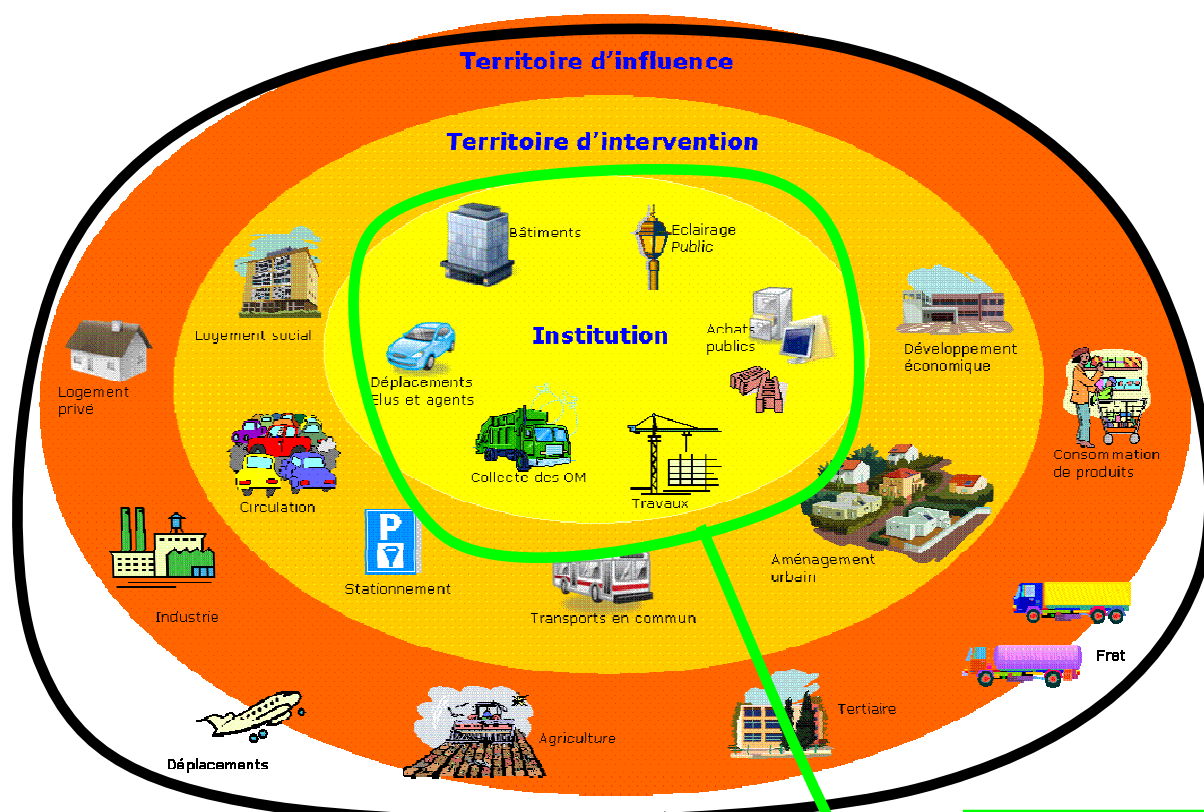 Territoire d'influence
Territoire d'intervention
Bâtiments
Eclairage
Public
Logement social
Institution
Achats
publics
Développement
économique
Logement
privé
Déplacements
Elus et agents
Consommation
de produits
Collecte des OM
Travaux
Circulation
P
Stationnement
Aménagement
urbain
Industrie
Transports en commun
Fret
Tertiaire
Agriculture
Déplacements